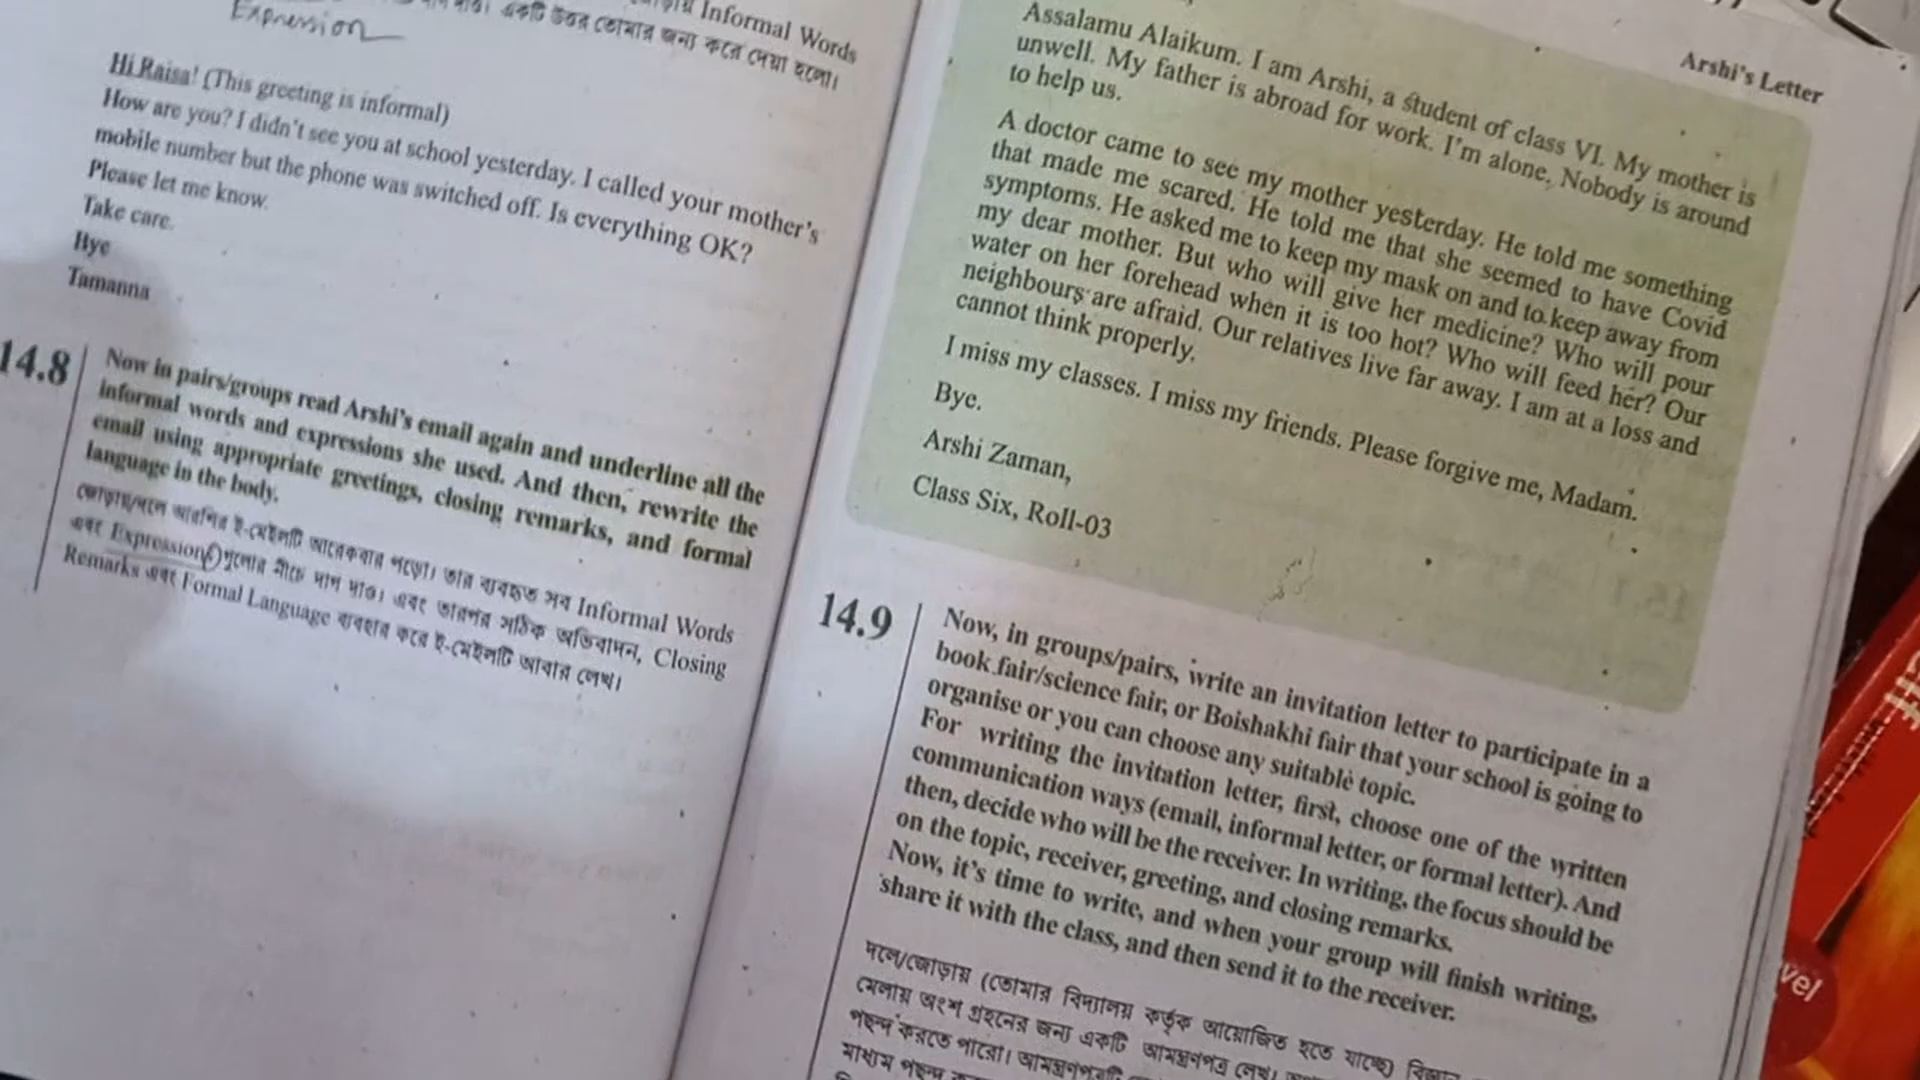 Informal Words
একটি উত্তর তোমার জন্য করে দেয়া হলো।
Expression
Hi Raisa! (This greeting is informal)
How are you? I didn't see you at school yesterday. I called your mother's
mobile number but the phone was switched off. Is everything OK?
Please let me know.
Take care.
Bye
Tamanna
14.8
Now in pairs/groups read Arshi's email again and underline all the
informal words and expressions she used. And then, rewrite the
email using appropriate greetings, closing remarks, and formal
language in the body.
জোড়ায়/দলে আরশির ই-মেইলটি আরেকবার পড়ো। তার ব্যবহৃত সব Informal Words
এবং Expression গুলোর নীচে দাগ দাও। এবং তারপর সঠিক অভিবাদন, Closing
Remarks এবং Formal Language ব্যবহার করে ই-মেইলটি আবার লেখ।
Arshi's Letter
Assalamu Alaikum. I am Arshi, a student of class VI. My mother is
unwell. My father is abroad for work. I'm alone. Nobody is around
to help us.
A doctor came to see my mother yesterday. He told me something
that made me scared. He told me that she seemed to have Covid
symptoms. He asked me to keep my mask on and to keep away from
my dear mother. But who will give her medicine? Who will pour
water on her forehead when it is too hot? Who will feed her? Our
neighbours are afraid. Our relatives live far away. I am at a loss and
cannot think properly.
I miss my classes. I miss my friends. Please forgive me, Madam.
Bye.
Arshi Zaman,
Class Six, Roll-03
14.9
Now, in groups/pairs, write an invitation letter to participate in a
book fair/science fair, or Boishakhi fair that your school is going to
organise or you can choose any suitable topic.
For writing the invitation letter, first, choose one of the written
communication ways (email, informal letter, or formal letter). And
then, decide who will be the receiver. In writing, the focus should be
on the topic, receiver, greeting, and closing remarks.
Now, it's time to write, and when your group will finish writing,
share it with the class, and then send it to the receiver.
দলে/জোড়ায় (তোমার বিদ্যালয় কর্তৃক আয়োজিত হতে যাচ্ছে) বিজ্ঞান
মেলায় অংশ গ্রহনের জন্য একটি আমন্ত্রণপত্র লেখ।
পছন্দ করতে পারো। আমন্ত্রণপত্রটি
মাধ্যম পছন্দ
vel